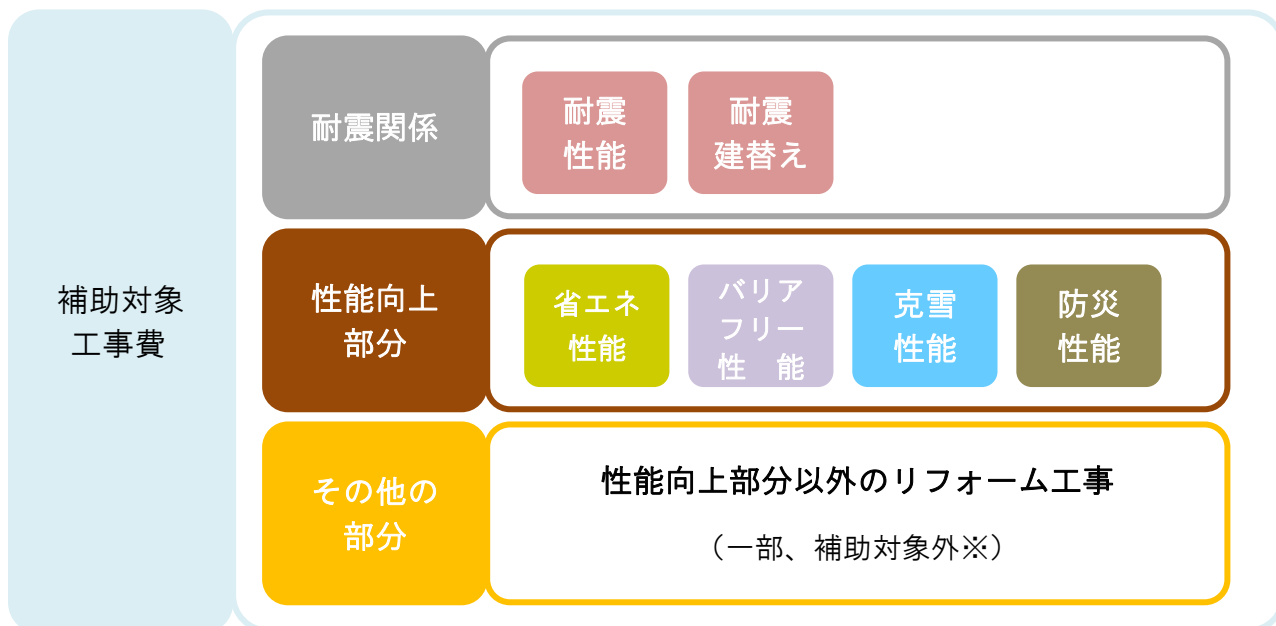 補助対象
工事費
耐震関係
耐震
性能
耐震
建替え
性能向上
部分
省エネ
性能
バリア
フリー
性　能
克雪
性能
防災
性能
その他の
部分
性能向上部分以外のリフォーム工事
（一部、補助対象外※）